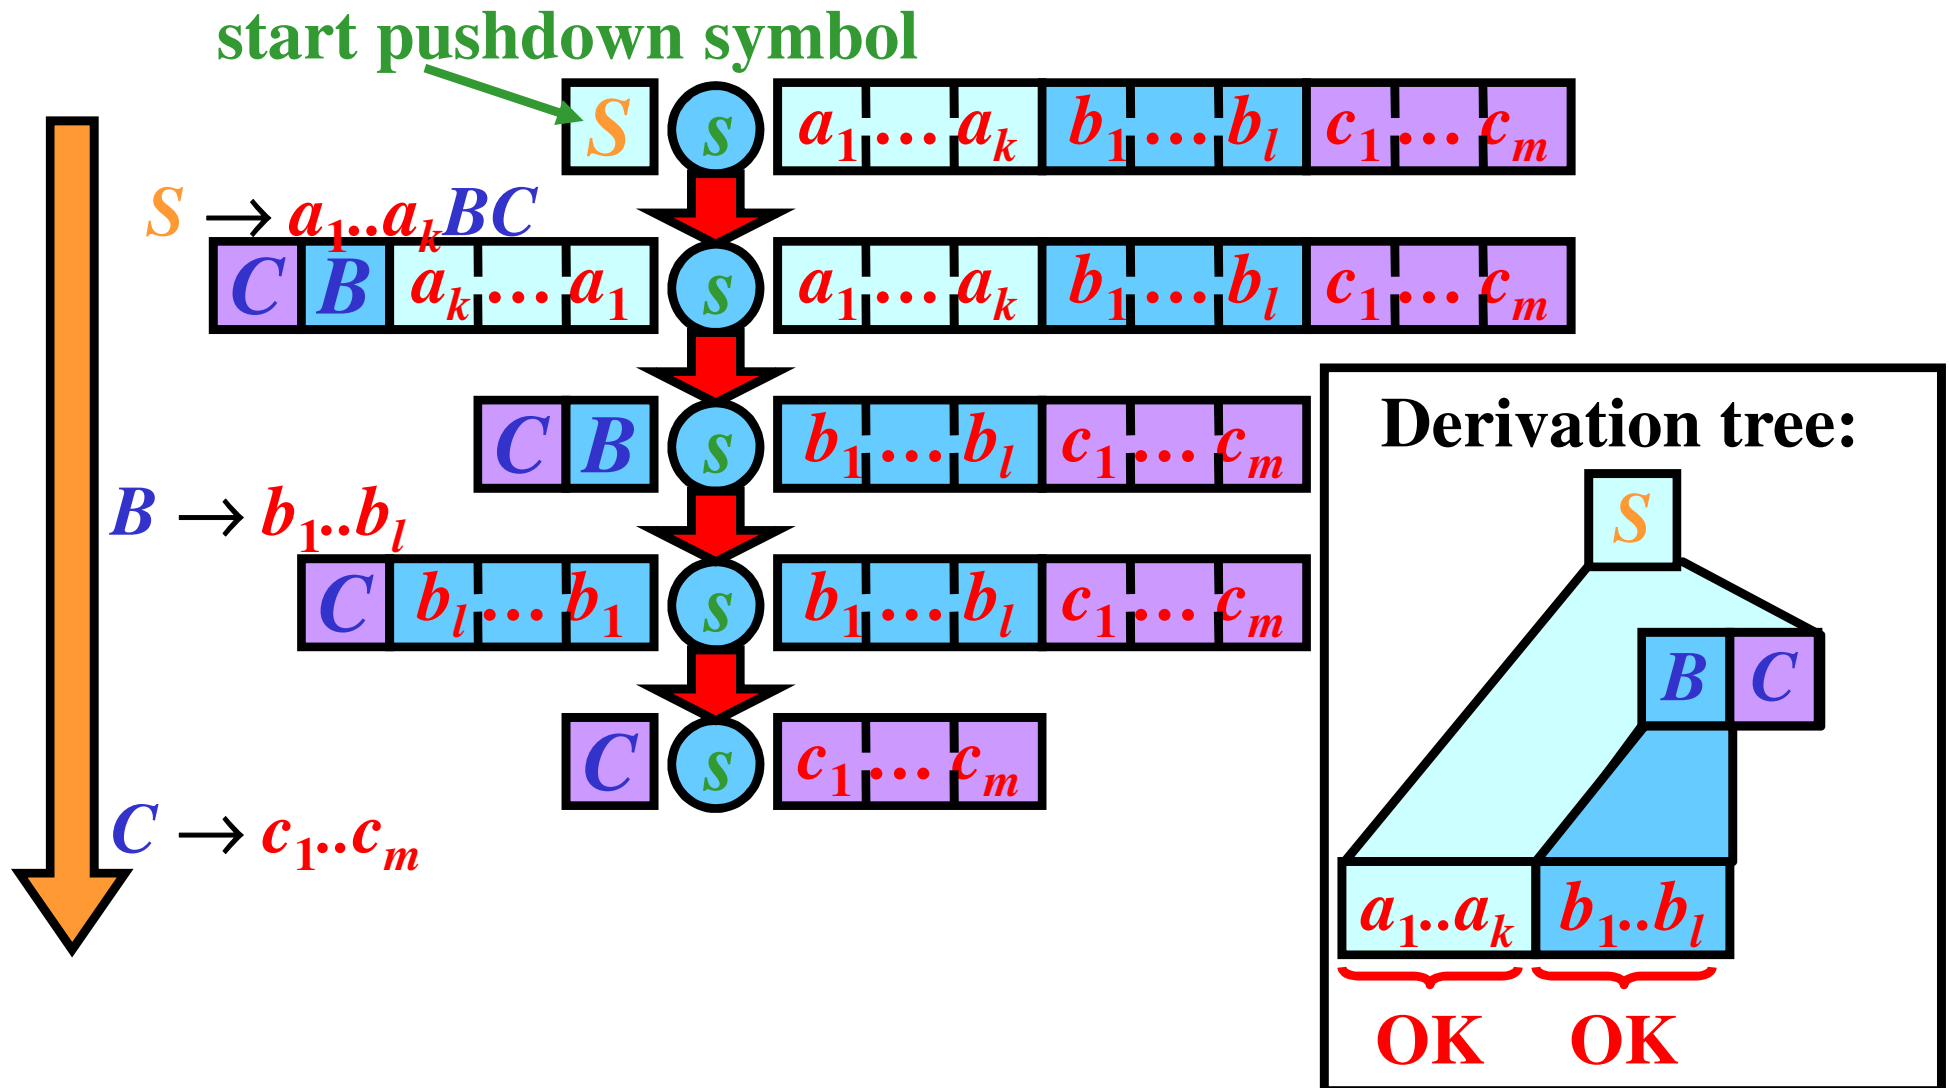 start pushdown symbol
S s a₁ … aₖ b₁ … bₗ c₁ … cₘ
S → a₁..aₖBC
C B aₖ … a₁ s a₁ … aₖ b₁ … bₗ c₁ … cₘ
C B s b₁ … bₗ c₁ … cₘ
B → b₁..bₗ
C bₗ … b₁ s b₁ … bₗ c₁ … cₘ
C s c₁ … cₘ
C → c₁..cₘ
Derivation tree:
S
B C
a₁..aₖ b₁..bₗ
OK OK